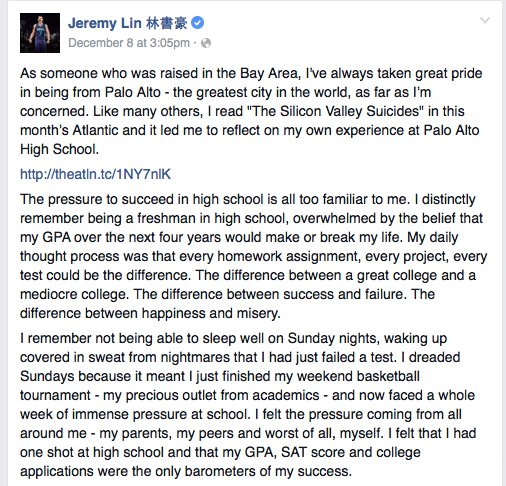 Jeremy Lin 林書豪
December 8 at 3:05pm ·
As someone who was raised in the Bay Area, I've always taken great pride
in being from Palo Alto - the greatest city in the world, as far as I'm
concerned. Like many others, I read "The Silicon Valley Suicides" in this
month's Atlantic and it led me to reflect on my own experience at Palo Alto
High School.
http://theatln.tc/1NY7nlK
The pressure to succeed in high school is all too familiar to me. I distinctly
remember being a freshman in high school, overwhelmed by the belief that
my GPA over the next four years would make or break my life. My daily
thought process was that every homework assignment, every project, every
test could be the difference. The difference between a great college and a
mediocre college. The difference between success and failure. The
difference between happiness and misery.
I remember not being able to sleep well on Sunday nights, waking up
covered in sweat from nightmares that I had just failed a test. I dreaded
Sundays because it meant I just finished my weekend basketball
tournament - my precious outlet from academics - and now faced a whole
week of immense pressure at school. I felt the pressure coming from all
around me - my parents, my peers and worst of all, myself. I felt that I had
one shot at high school and that my GPA, SAT score and college
applications were the only barometers of my success.